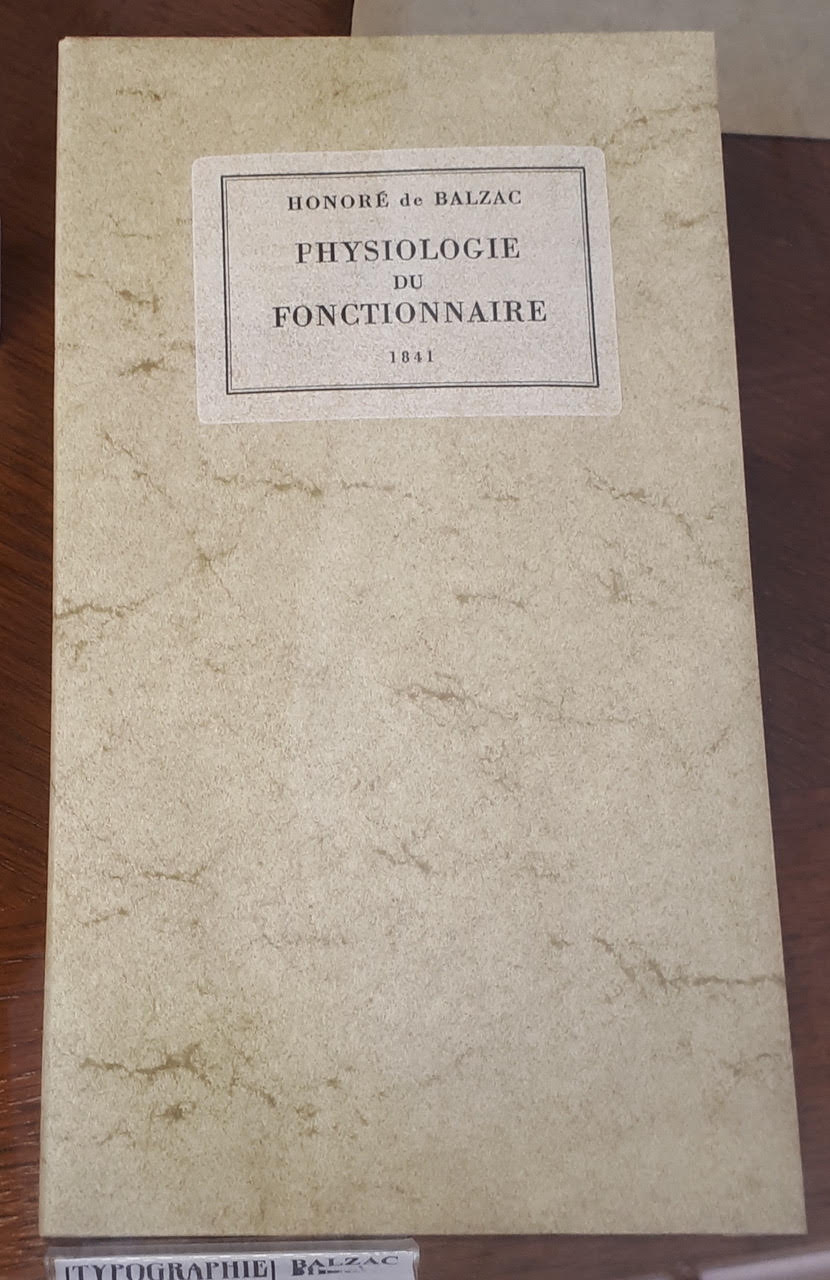 HONORÉ de BALZAC
PHYSIOLOGIE
DU
FONCTIONNAIRE
1841
[TYPOGRAPHIE] BALZAC